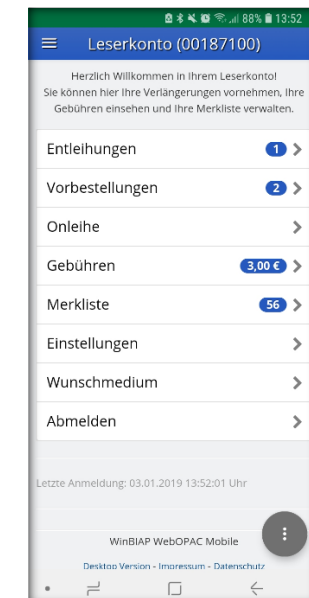 88% 13:52
Leserkonto (00187100)
Herzlich Willkommen in Ihrem Leserkonto!
Sie können hier Ihre Verlängerungen vornehmen, Ihre
Gebühren einsehen und Ihre Merkliste verwalten.
Entleihungen 1
Vorbestellungen 2
Onleihe
Gebühren 3,00 €
Merkliste 56
Einstellungen
Wunschmedium
Abmelden
Letzte Anmeldung: 03.01.2019 13:52:01 Uhr
WinBIAP WebOPAC Mobile
Desktop Version - Impressum - Datenschutz